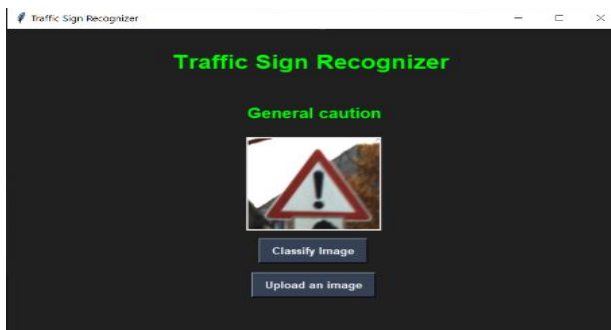 Traffic Sign Recognizer
Traffic Sign Recognizer
General caution
!
Classify Image
Upload an image